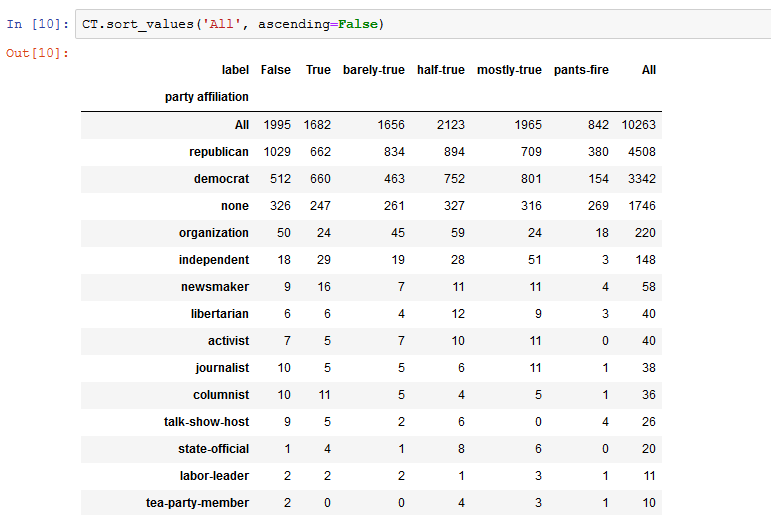 In [10]: CT.sort_values('All', ascending=False)
Out[10]:
label False True barely-true half-true mostly-true pants-fire All
party affiliation
All 1995 1682 1656 2123 1965 842 10263
republican 1029 662 834 894 709 380 4508
democrat 512 660 463 752 801 154 3342
none 326 247 261 327 316 269 1746
organization 50 24 45 59 24 18 220
independent 18 29 19 28 51 3 148
newsmaker 9 16 7 11 11 4 58
libertarian 6 6 4 12 9 3 40
activist 7 5 7 10 11 0 40
journalist 10 5 5 6 11 1 38
columnist 10 11 5 4 5 1 36
talk-show-host 9 5 2 6 0 4 26
state-official 1 4 1 8 6 0 20
labor-leader 2 2 2 1 3 1 11
tea-party-member 2 0 0 4 3 1 10